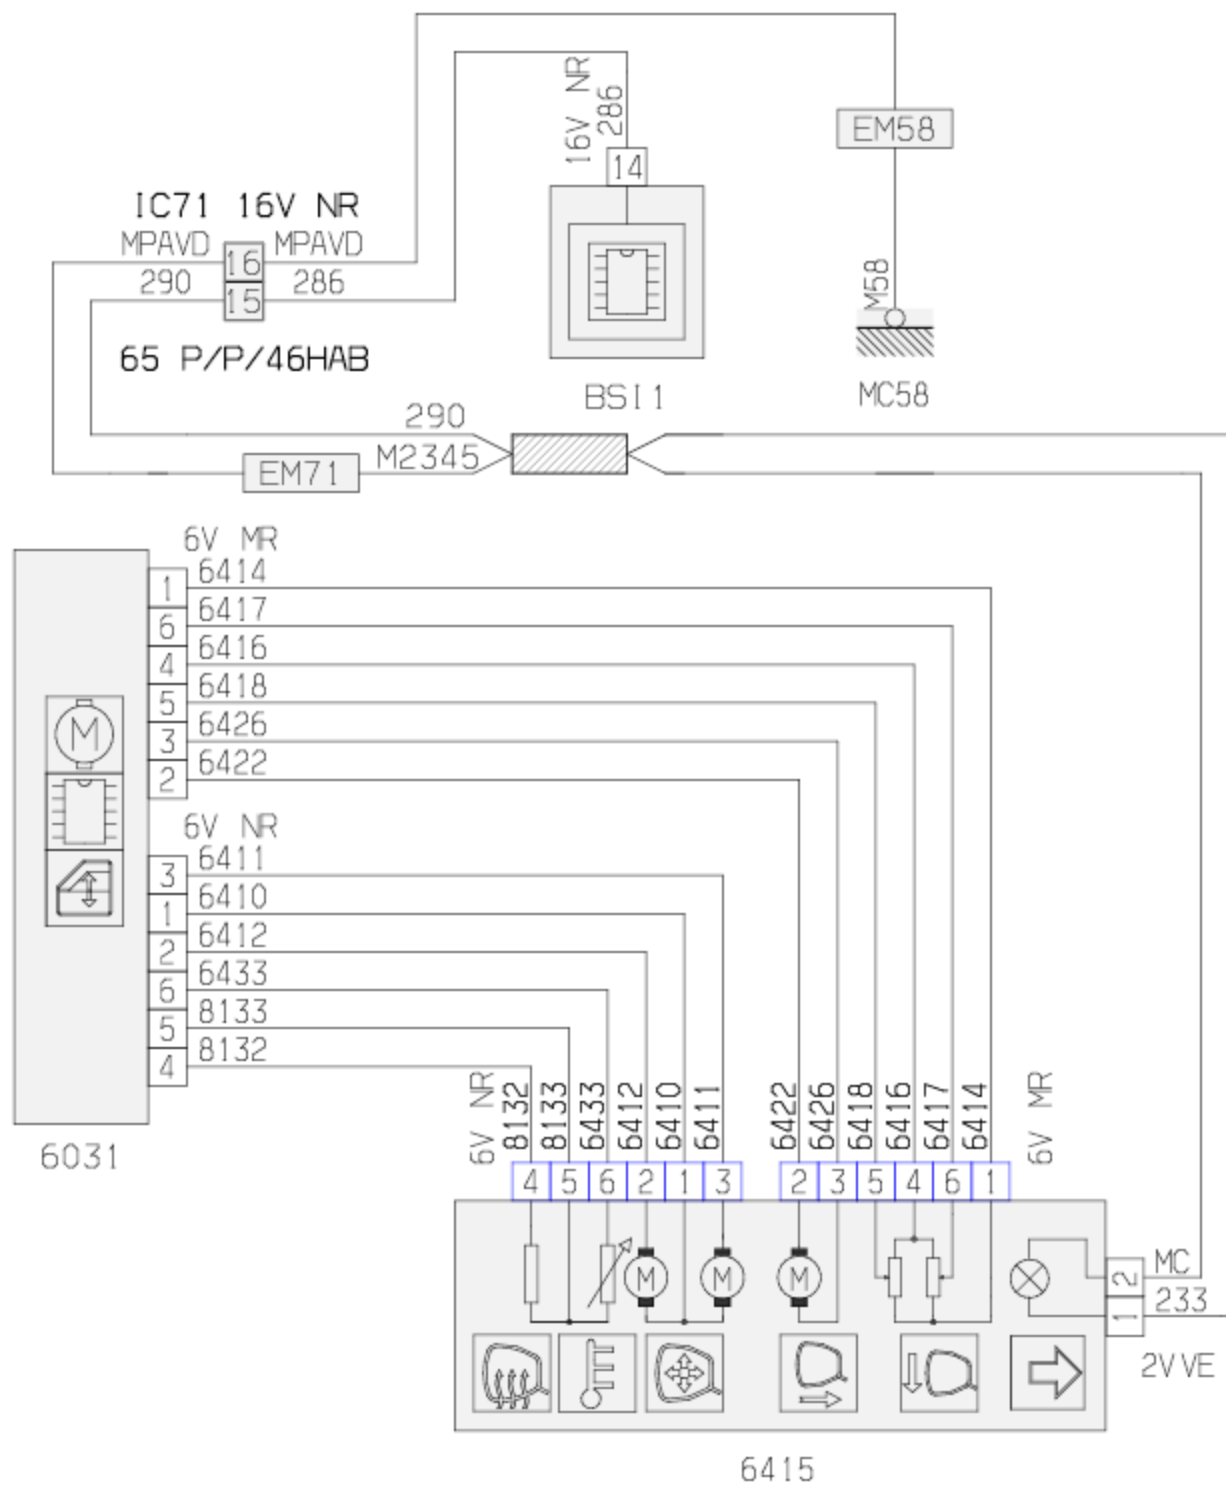 16V NR
286
14
EM58
IC71 16V NR
MPAVD 16 MPAVD
290 15 286
65 P/P/46HAB
BSI1
M58
MC58
290
EM71 M2345
6V MR
1 6414
6 6417
4 6416
5 6418
3 6426
2 6422
M
6V NR
3 6411
1 6410
2 6412
6 6433
5 8133
4 8132
6031
6V NR 8132 8133 6433 6412 6410 6411 6422 6426 6418 6416 6417 6414 6V MR
4 5 6 2 1 3 2 3 5 4 6 1
M M M
2 MC
1 233
2V VE
6415